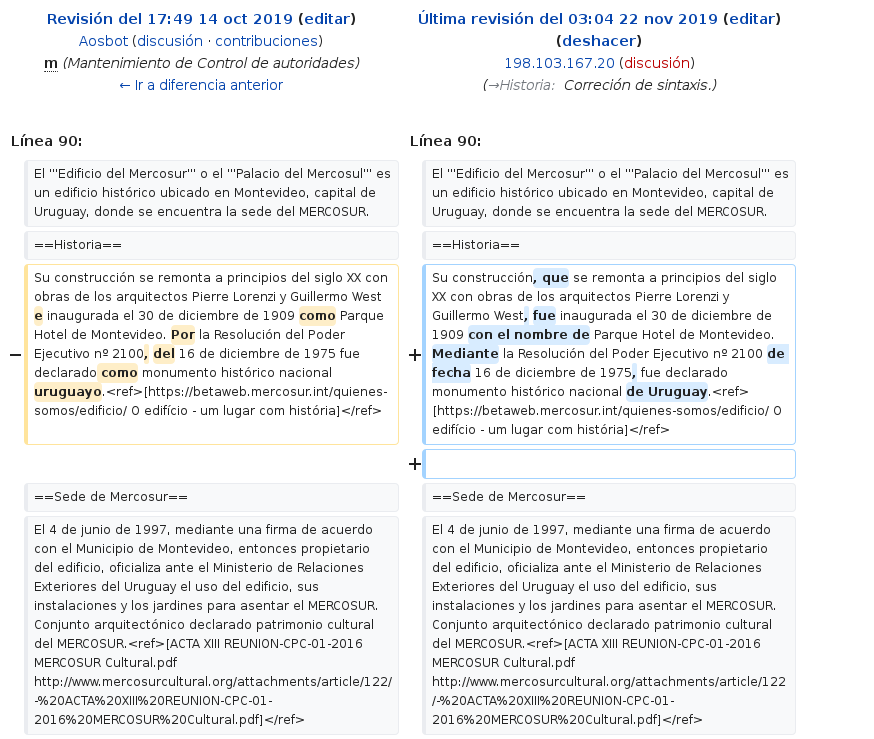 Revisión del 17:49 14 oct 2019 (editar)
Aosbot (discusión · contribuciones)
m (Mantenimiento de Control de autoridades)
← Ir a diferencia anterior
Última revisión del 03:04 22 nov 2019 (editar)
(deshacer)
198.103.167.20 (discusión)
(→Historia: Correción de sintaxis.)
Línea 90:
El '''Edificio del Mercosur''' o el '''Palacio del Mercosul''' es
un edificio histórico ubicado en Montevideo, capital de
Uruguay, donde se encuentra la sede del MERCOSUR.
==Historia==
−
Su construcción se remonta a principios del siglo XX con
obras de los arquitectos Pierre Lorenzi y Guillermo West
e inaugurada el 30 de diciembre de 1909 como Parque
Hotel de Montevideo. Por la Resolución del Poder
Ejecutivo nº 2100, del 16 de diciembre de 1975 fue
declarado como monumento histórico nacional
uruguayo.<ref>[https://betaweb.mercosur.int/quienes-
somos/edificio/ O edifício - um lugar com história]</ref>
==Sede de Mercosur==
El 4 de junio de 1997, mediante una firma de acuerdo
con el Municipio de Montevideo, entonces propietario
del edificio, oficializa ante el Ministerio de Relaciones
Exteriores del Uruguay el uso del edificio, sus
instalaciones y los jardines para asentar el MERCOSUR.
Conjunto arquitectónico declarado patrimonio cultural
del MERCOSUR.<ref>[ACTA XIII REUNION-CPC-01-2016
MERCOSUR Cultural.pdf
http://www.mercosurcultural.org/attachments/article/122/
-%20ACTA%20XIII%20REUNION-CPC-01-
2016%20MERCOSUR%20Cultural.pdf]</ref>
Línea 90:
El '''Edificio del Mercosur''' o el '''Palacio del Mercosul''' es
un edificio histórico ubicado en Montevideo, capital de
Uruguay, donde se encuentra la sede del MERCOSUR.
==Historia==
+
Su construcción, que se remonta a principios del siglo
XX con obras de los arquitectos Pierre Lorenzi y
Guillermo West, fue inaugurada el 30 de diciembre de
1909 con el nombre de Parque Hotel de Montevideo.
Mediante la Resolución del Poder Ejecutivo nº 2100 de
fecha 16 de diciembre de 1975, fue declarado
monumento histórico nacional de Uruguay.<ref>
[https://betaweb.mercosur.int/quienes-somos/edificio/ O
edifício - um lugar com história]</ref>
+
==Sede de Mercosur==
El 4 de junio de 1997, mediante una firma de acuerdo
con el Municipio de Montevideo, entonces propietario
del edificio, oficializa ante el Ministerio de Relaciones
Exteriores del Uruguay el uso del edificio, sus
instalaciones y los jardines para asentar el MERCOSUR.
Conjunto arquitectónico declarado patrimonio cultural
del MERCOSUR.<ref>[ACTA XIII REUNION-CPC-01-2016
MERCOSUR Cultural.pdf
http://www.mercosurcultural.org/attachments/article/122
/-%20ACTA%20XIII%20REUNION-CPC-01-
2016%20MERCOSUR%20Cultural.pdf]</ref>